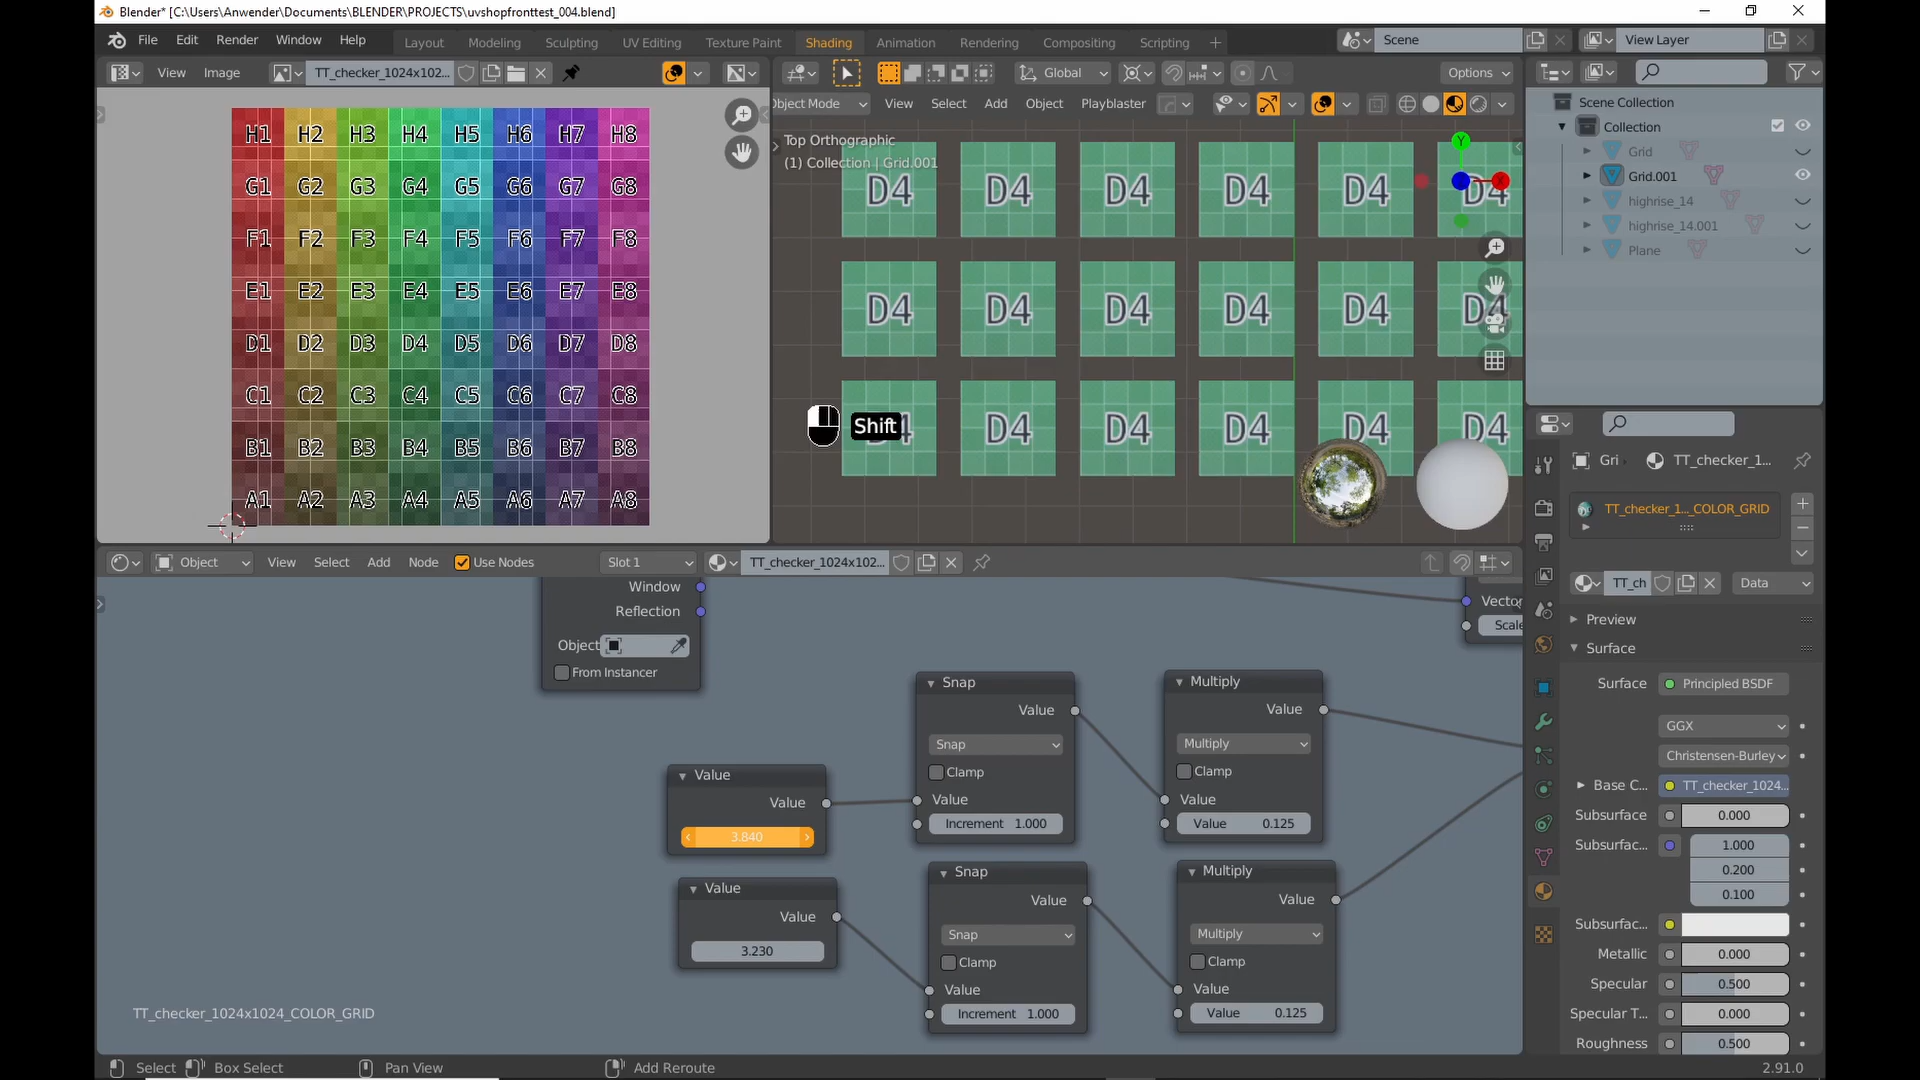 Blender* [C:\Users\Anwender\Documents\BLENDER\PROJECTS\uvshopfronttest_004.blend]
File Edit Render Window Help
Layout Modeling Sculpting UV Editing Texture Paint Shading Animation Rendering Compositing Scripting
Scene
View Layer
View Image TT_checker_1024x102...
Global
Options
Object Mode View Select Add Object Playblaster
Scene Collection
Collection
Grid
Grid.001
highrise_14
highrise_14.001
Plane
Top Orthographic
(1) Collection | Grid.001
H1 H2 H3 H4 H5 H6 H7 H8
G1 G2 G3 G4 G5 G6 G7 G8
F1 F2 F3 F4 F5 F6 F7 F8
E1 E2 E3 E4 E5 E6 E7 E8
D1 D2 D3 D4 D5 D6 D7 D8
C1 C2 C3 C4 C5 C6 C7 C8
B1 B2 B3 B4 B5 B6 B7 B8
A1 A2 A3 A4 A5 A6 A7 A8
Y
X
D4 D4 D4 D4 D4 D4
D4 D4 D4 D4 D4 D4
D4 D4 D4 D4 D4
Shift
Object View Select Add Node Use Nodes Slot 1 TT_checker_1024x102...
Window
Reflection
Object
From Instancer
Vector
Scale
Value
Value
3.840
Value
Value
3.230
Snap
Value
Snap
Clamp
Value
Increment 1.000
Snap
Value
Snap
Clamp
Value
Increment 1.000
Multiply
Value
Multiply
Clamp
Value
Value 0.125
Multiply
Value
Multiply
Clamp
Value
Value 0.125
TT_checker_1024x1024_COLOR_GRID
Gri TT_checker_1...
TT_checker_1..._COLOR_GRID
TT_ch Data
Preview
Surface
Surface Principled BSDF
GGX
Christensen-Burley
Base C... TT_checker_1024...
Subsurface 0.000
Subsurfac... 1.000
0.200
0.100
Subsurfac...
Metallic 0.000
Specular 0.500
Specular T... 0.000
Roughness 0.500
Select Box Select Pan View Add Reroute 2.91.0